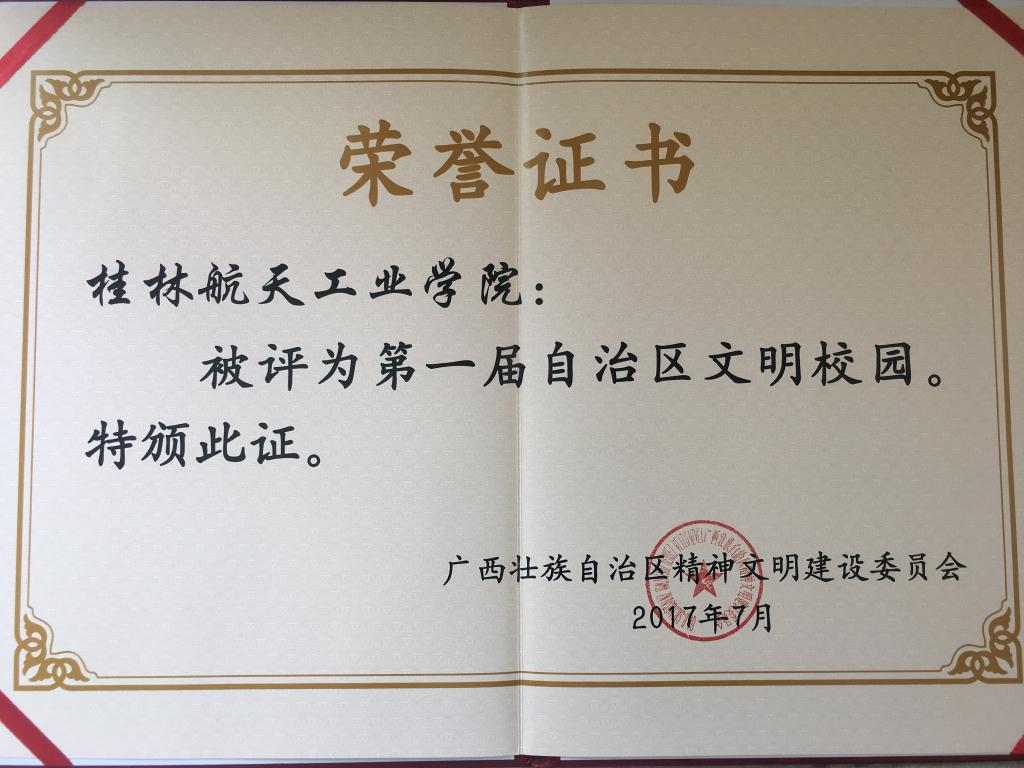 荣誉证书
桂林航天工业学院：
被评为第一届自治区文明校园。
特颁此证。
广西壮族自治区精神文明建设委员会
2017年7月